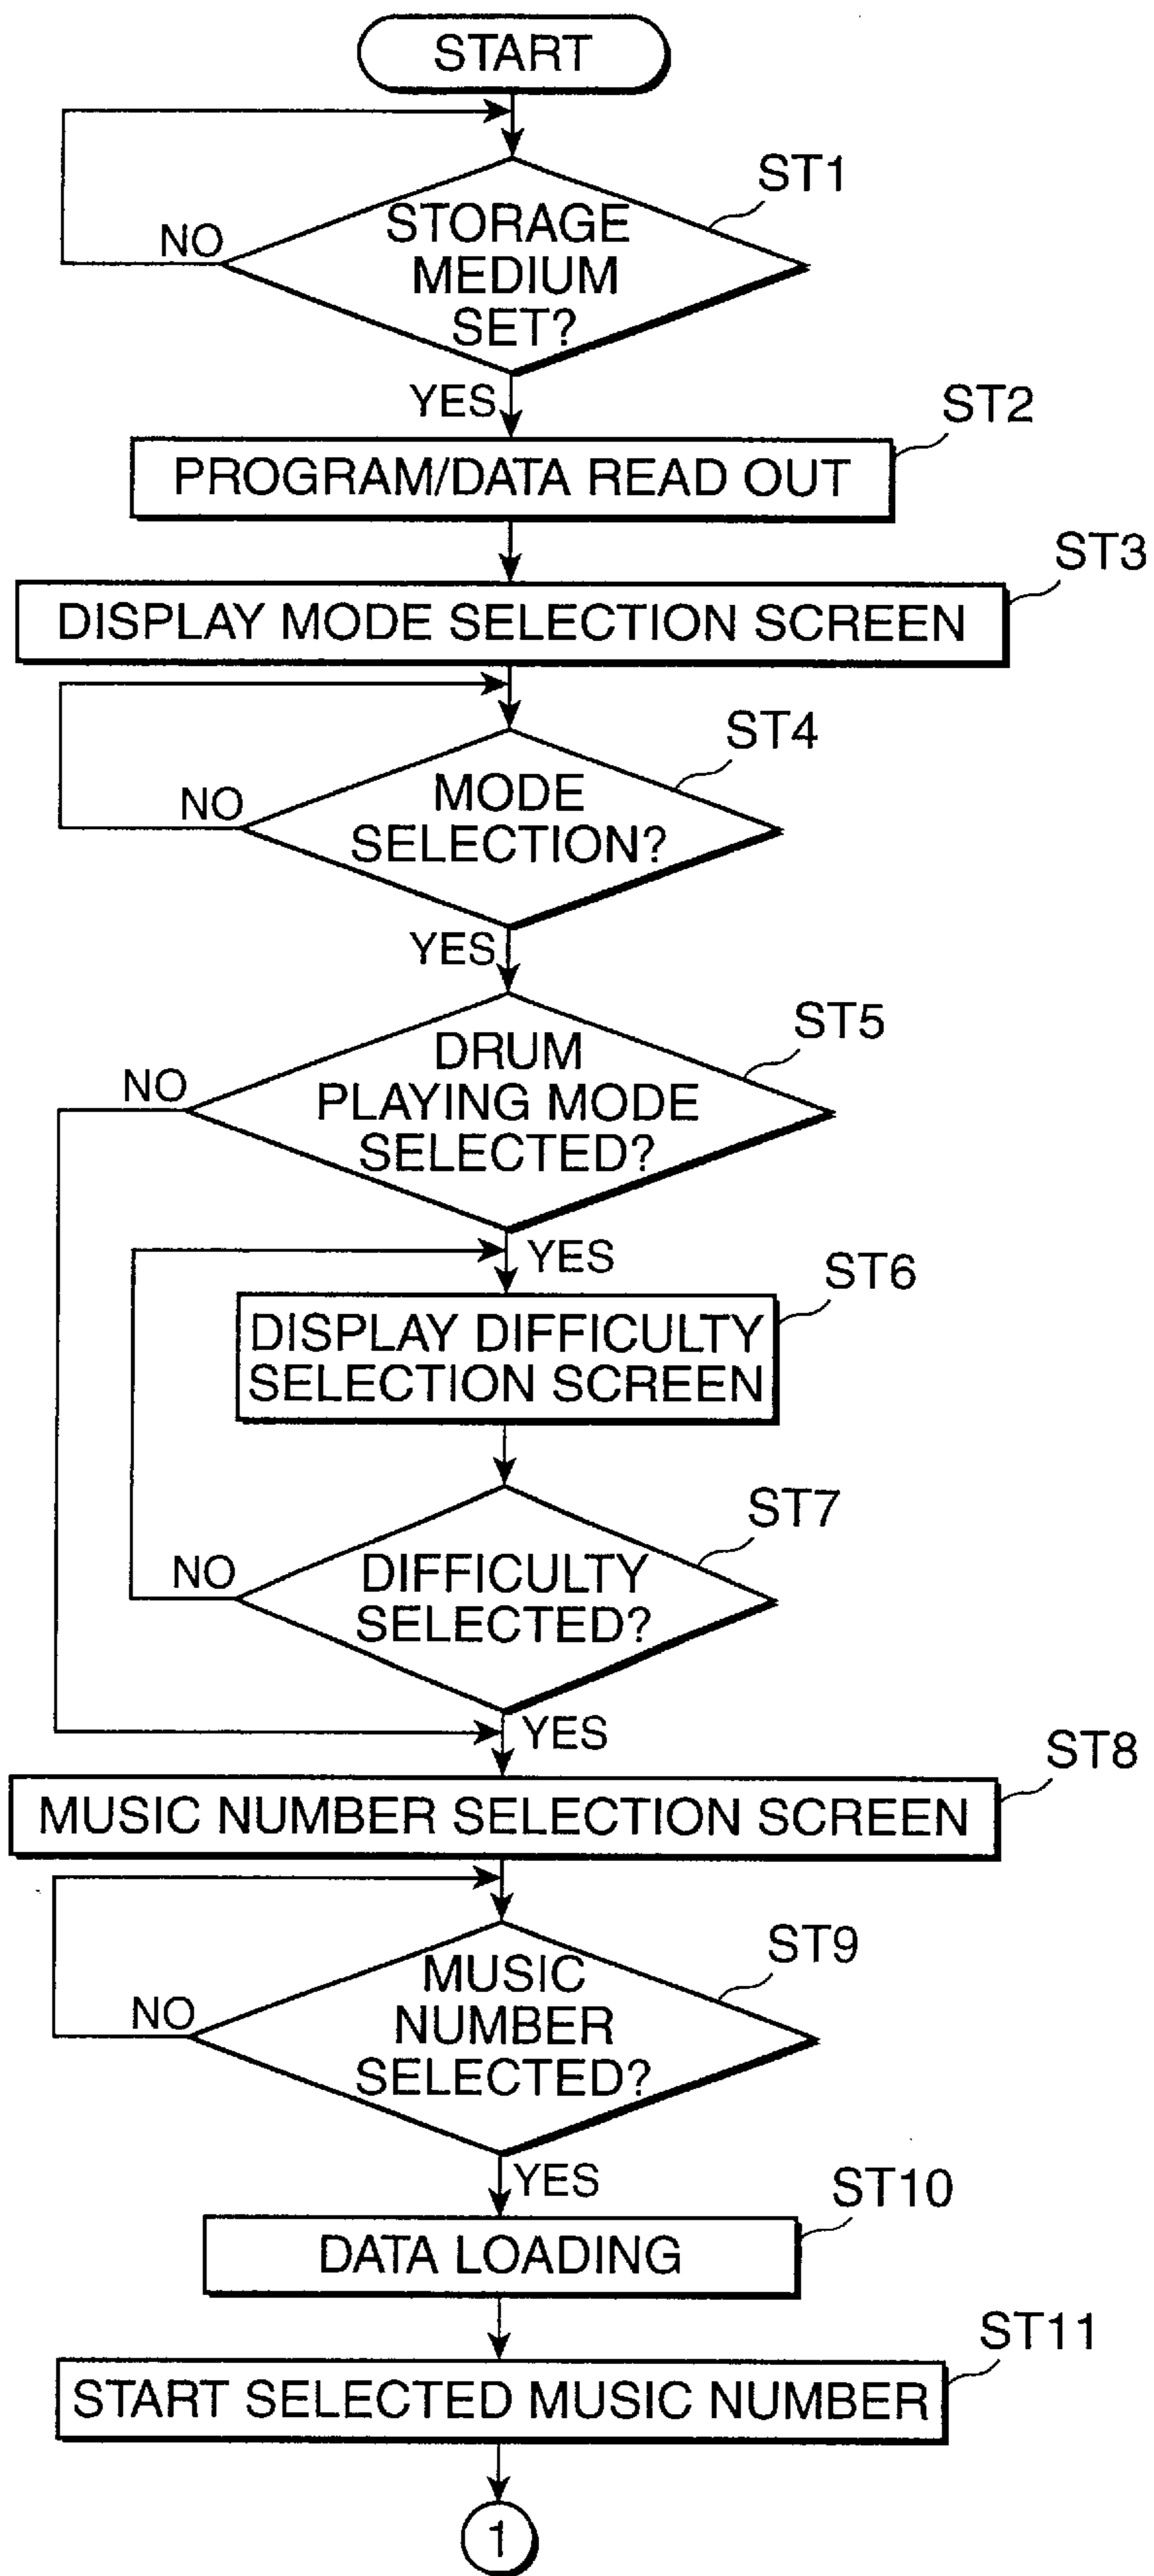 START
ST1
STORAGE
MEDIUM
SET?
NO
YES
ST2
PROGRAM/DATA READ OUT
ST3
DISPLAY MODE SELECTION SCREEN
ST4
MODE
SELECTION?
NO
YES
ST5
DRUM
PLAYING MODE
SELECTED?
NO
YES
ST6
DISPLAY DIFFICULTY
SELECTION SCREEN
ST7
DIFFICULTY
SELECTED?
NO
YES
ST8
MUSIC NUMBER SELECTION SCREEN
ST9
MUSIC
NUMBER
SELECTED?
NO
YES
ST10
DATA LOADING
ST11
START SELECTED MUSIC NUMBER
1